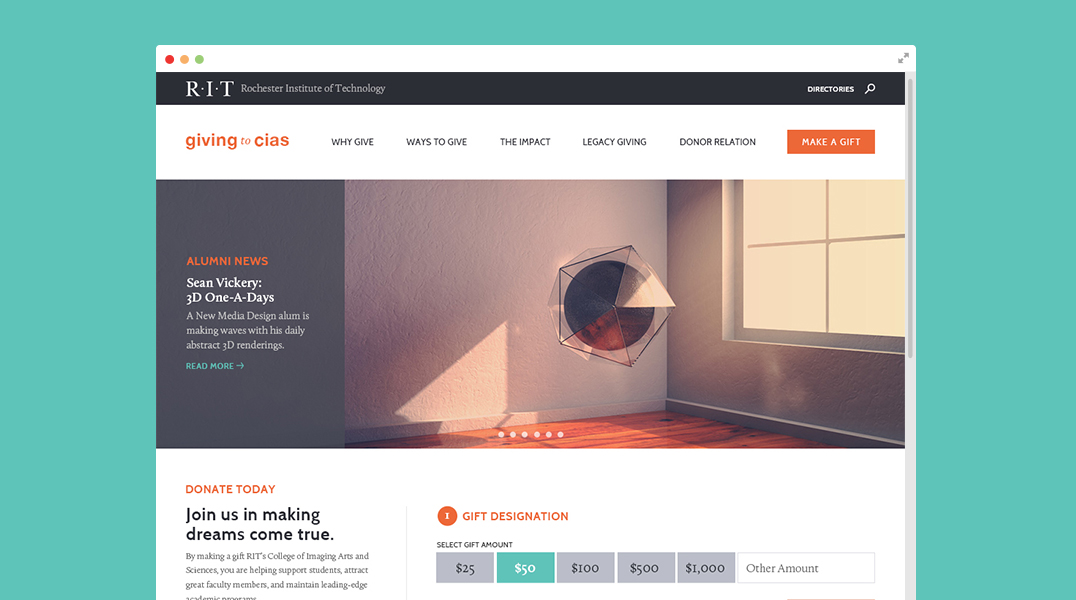 R·I·T Rochester Institute of Technology
DIRECTORIES
giving to cias
WHY GIVE
WAYS TO GIVE
THE IMPACT
LEGACY GIVING
DONOR RELATION
MAKE A GIFT
ALUMNI NEWS
Sean Vickery:
3D One-A-Days
A New Media Design alum is
making waves with his daily
abstract 3D renderings.
READ MORE →
DONATE TODAY
Join us in making
dreams come true.
By making a gift RIT's College of Imaging Arts and
Sciences, you are helping support students, attract
great faculty members, and maintain leading-edge
academic programs.
1 GIFT DESIGNATION
SELECT GIFT AMOUNT
$25
$50
$100
$500
$1,000
Other Amount